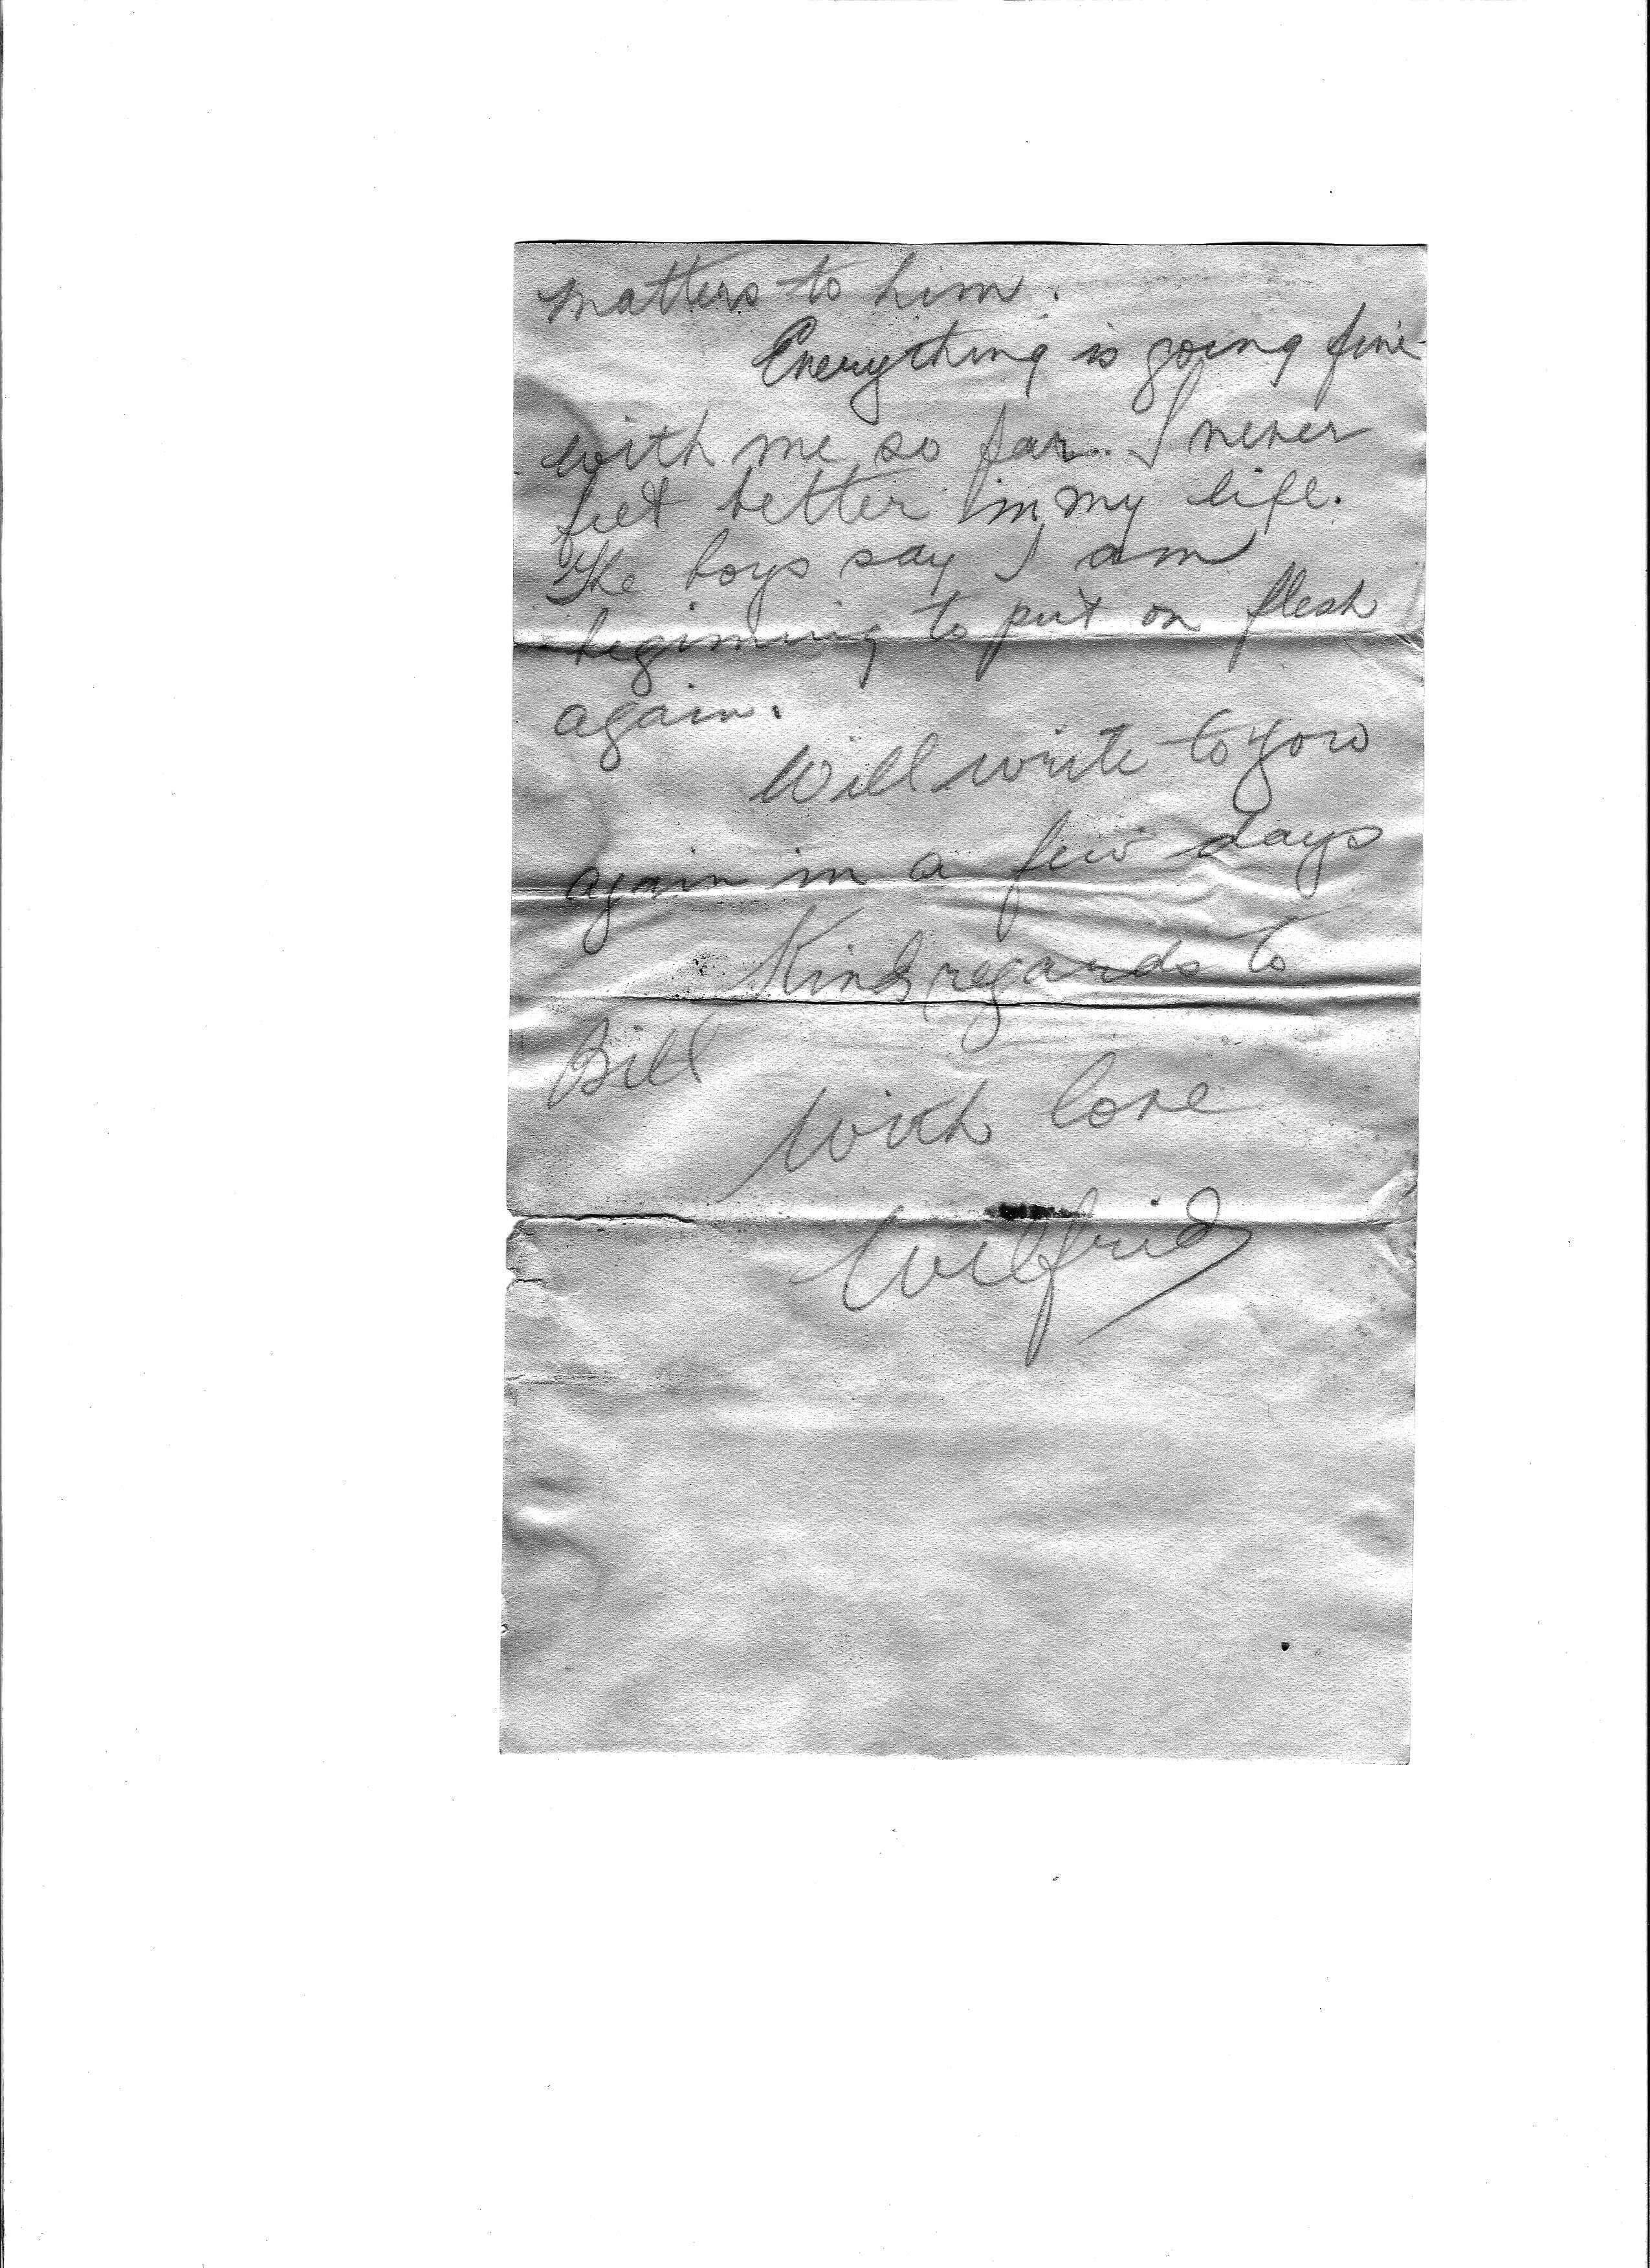 matters to him.
Everything is going fine
with me so far. I never
felt better in my life.
The boys say I am
beginning to put on flesh
again.
Will write to you
again in a few days
Kind regards to
Bill
With love
Wilfrid